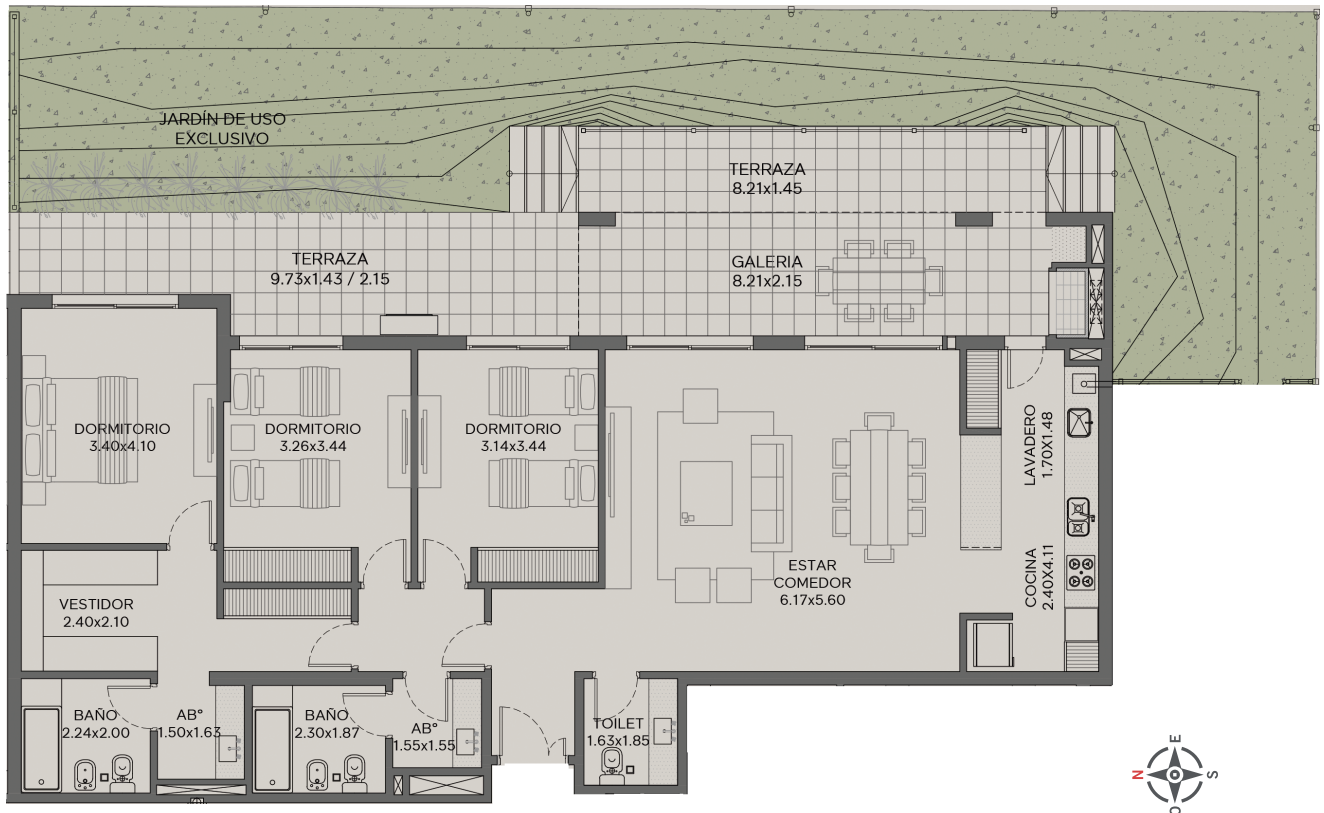 JARDÍN DE USO
EXCLUSIVO
TERRAZA
8.21x1.45
TERRAZA
9.73x1.43 / 2.15
GALERIA
8.21x2.15
DORMITORIO
3.40x4.10
DORMITORIO
3.26x3.44
DORMITORIO
3.14x3.44
LAVADERO
1.70X1.48
ESTAR
COMEDOR
6.17x5.60
COCINA
2.40X4.11
VESTIDOR
2.40x2.10
BAÑO
2.24x2.00
AB°
1.50x1.63
BAÑO
2.30x1.87
AB°
1.55x1.55
TOILET
1.63x1.85
E
N
S
O